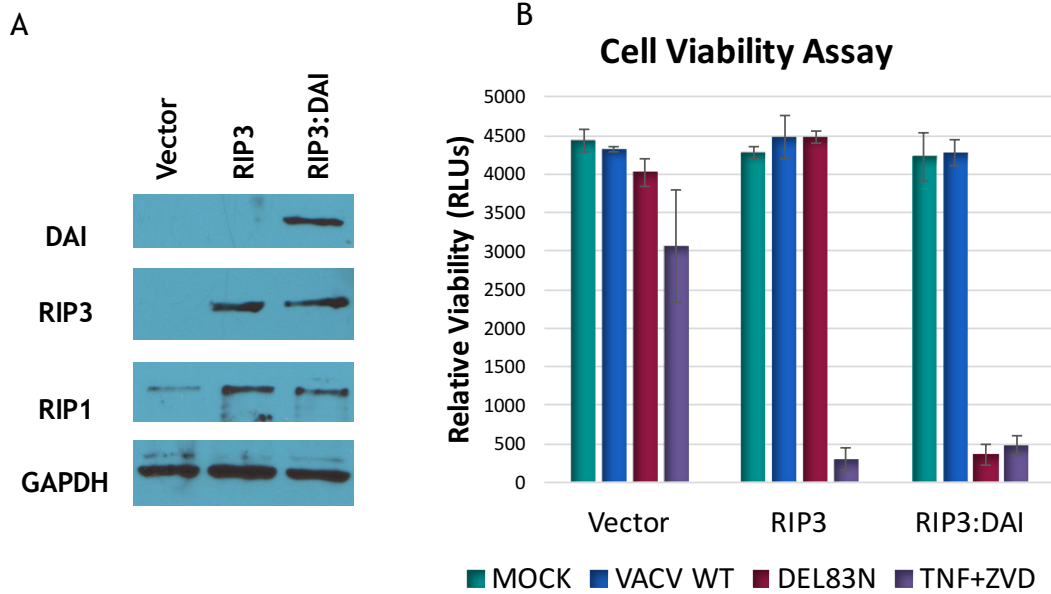 A
Vector
RIP3
RIP3:DAI
DAI
RIP3
RIP1
GAPDH
B
Cell Viability Assay
Relative Viability (RLUs)
5000
4500
4000
3500
3000
2500
2000
1500
1000
500
0
Vector RIP3 RIP3:DAI
MOCK VACV WT DEL83N TNF+ZVD